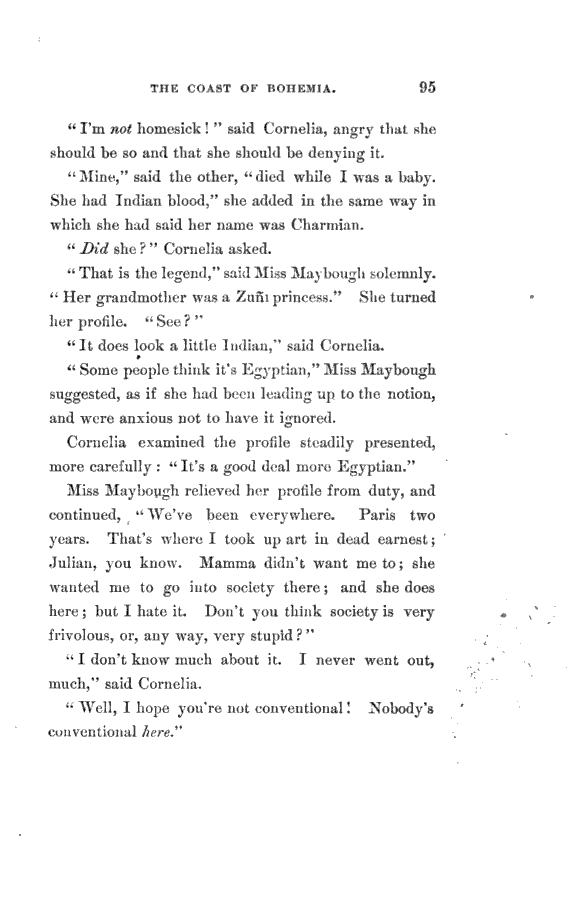 THE COAST OF BOHEMIA. 95
“I'm not homesick!” said Cornelia, angry that she
should be so and that she should be denying it.
“Mine,” said the other, “died while I was a baby.
She had Indian blood,” she added in the same way in
which she had said her name was Charmian.
“Did she?” Cornelia asked.
“That is the legend,” said Miss Maybough solemnly.
“Her grandmother was a Zuñi princess.” She turned
her profile. “See?”
“It does look a little Indian,” said Cornelia.
“Some people think it's Egyptian,” Miss Maybough
suggested, as if she had been leading up to the notion,
and were anxious not to have it ignored.
Cornelia examined the profile steadily presented,
more carefully: “It's a good deal more Egyptian.”
Miss Maybough relieved her profile from duty, and
continued, “We've been everywhere. Paris two
years. That's where I took up art in dead earnest;
Julian, you know. Mamma didn't want me to; she
wanted me to go into society there; and she does
here; but I hate it. Don't you think society is very
frivolous, or, any way, very stupid?”
“I don't know much about it. I never went out,
much,” said Cornelia.
“Well, I hope you're not conventional! Nobody's
conventional here.”